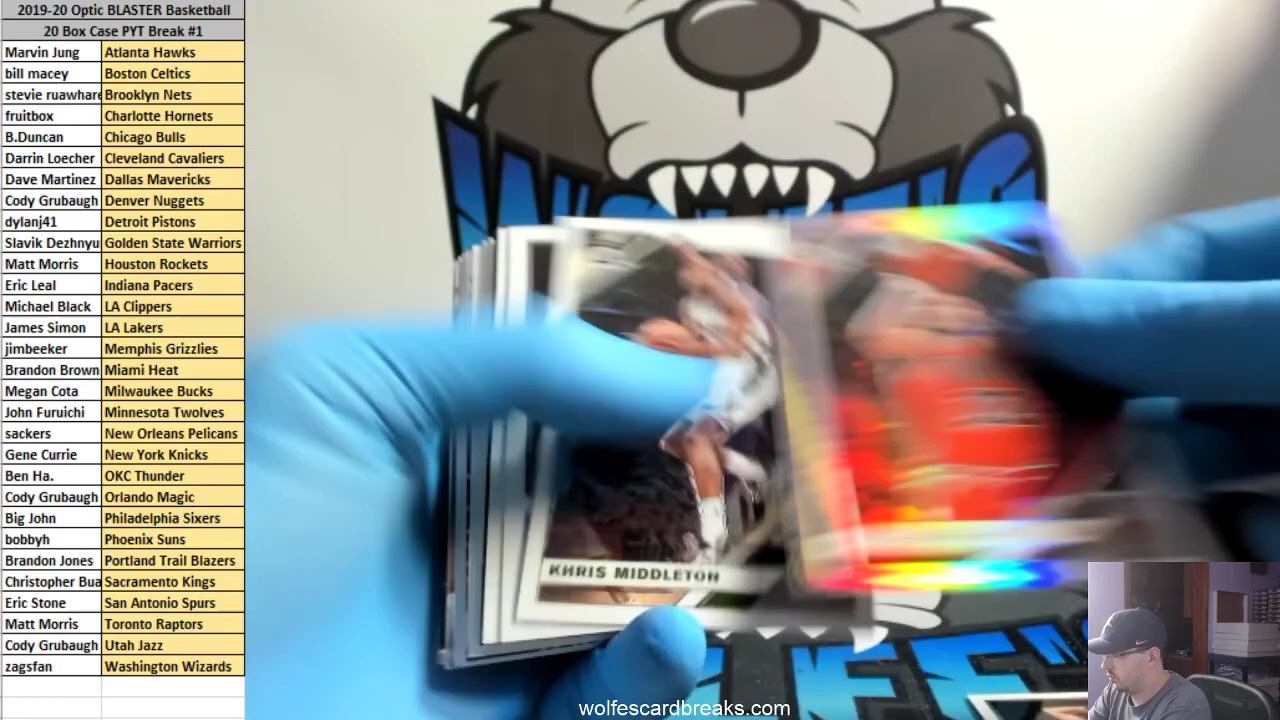 2019-20 Optic BLASTER Basketball
20 Box Case PYT Break #1
Marvin Jung Atlanta Hawks
bill macey Boston Celtics
stevie ruawhare Brooklyn Nets
fruitbox Charlotte Hornets
B.Duncan Chicago Bulls
Darrin Loecher Cleveland Cavaliers
Dave Martinez Dallas Mavericks
Cody Grubaugh Denver Nuggets
dylanj41 Detroit Pistons
Slavik Dezhnyu Golden State Warriors
Matt Morris Houston Rockets
Eric Leal Indiana Pacers
Michael Black LA Clippers
James Simon LA Lakers
jimbeeker Memphis Grizzlies
Brandon Brown Miami Heat
Megan Cota Milwaukee Bucks
John Furuichi Minnesota Twolves
sackers New Orleans Pelicans
Gene Currie New York Knicks
Ben Ha. OKC Thunder
Cody Grubaugh Orlando Magic
Big John Philadelphia Sixers
bobbyh Phoenix Suns
Brandon Jones Portland Trail Blazers
Christopher Bua Sacramento Kings
Eric Stone San Antonio Spurs
Matt Morris Toronto Raptors
Cody Grubaugh Utah Jazz
zagsfan Washington Wizards
KHRIS MIDDLETON
wolfescardbreaks.com